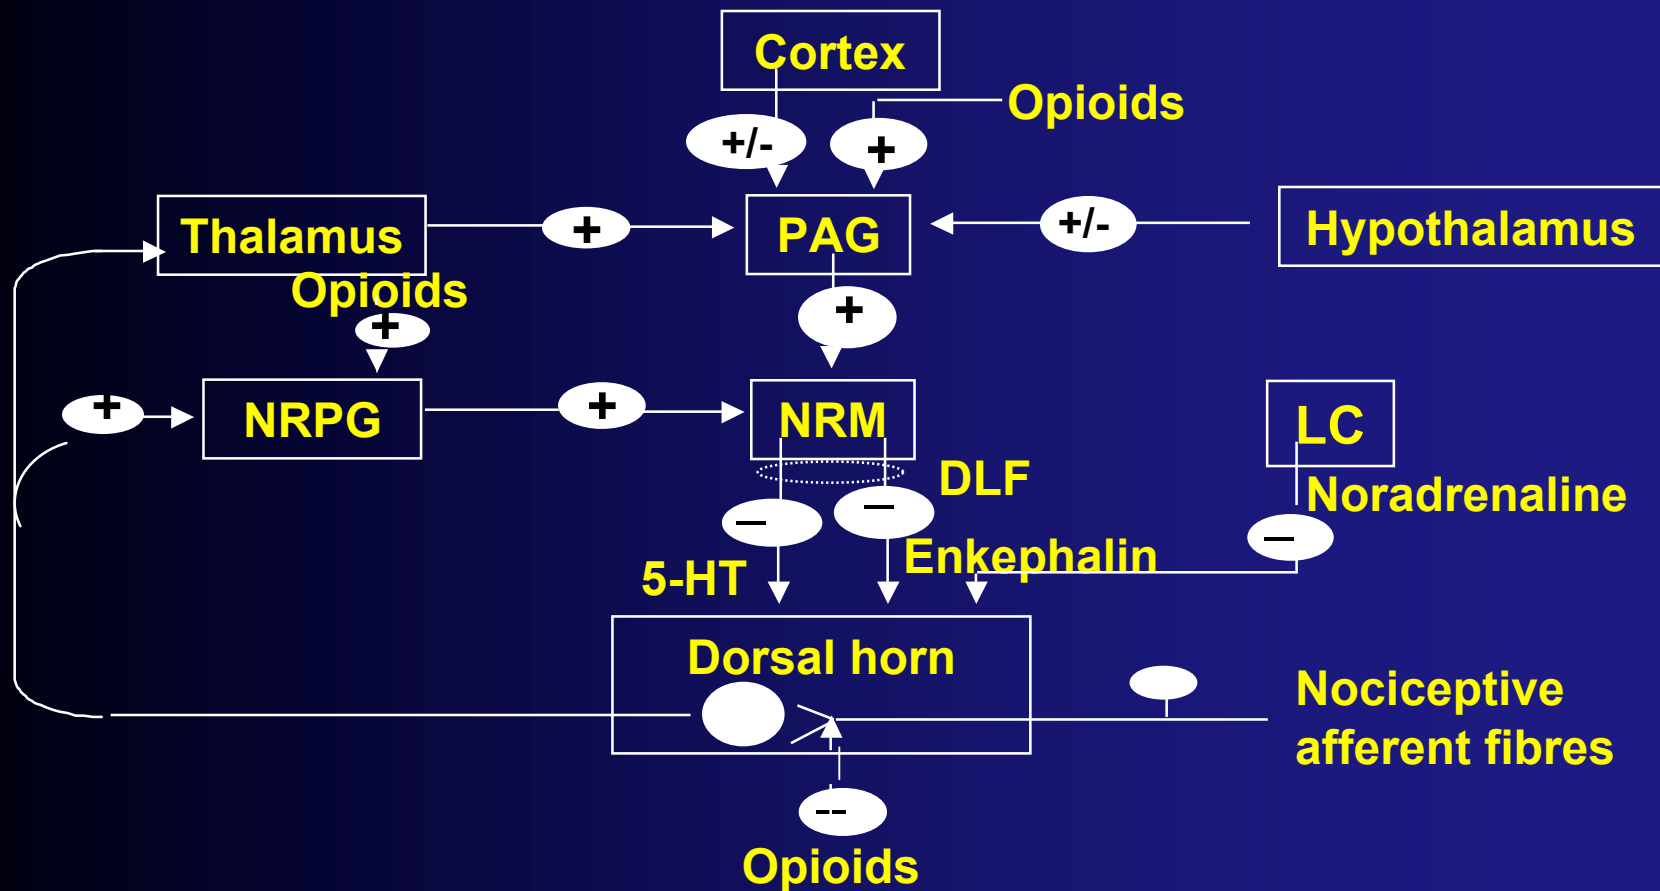 Cortex
Opioids
+/-
+
Thalamus
+
PAG
+/-
Hypothalamus
Opioids
+
+
NRPG
+
+
NRM
LC
DLF
Noradrenaline
–
–
–
Enkephalin
5-HT
Dorsal horn
Nociceptive
afferent fibres
--
Opioids